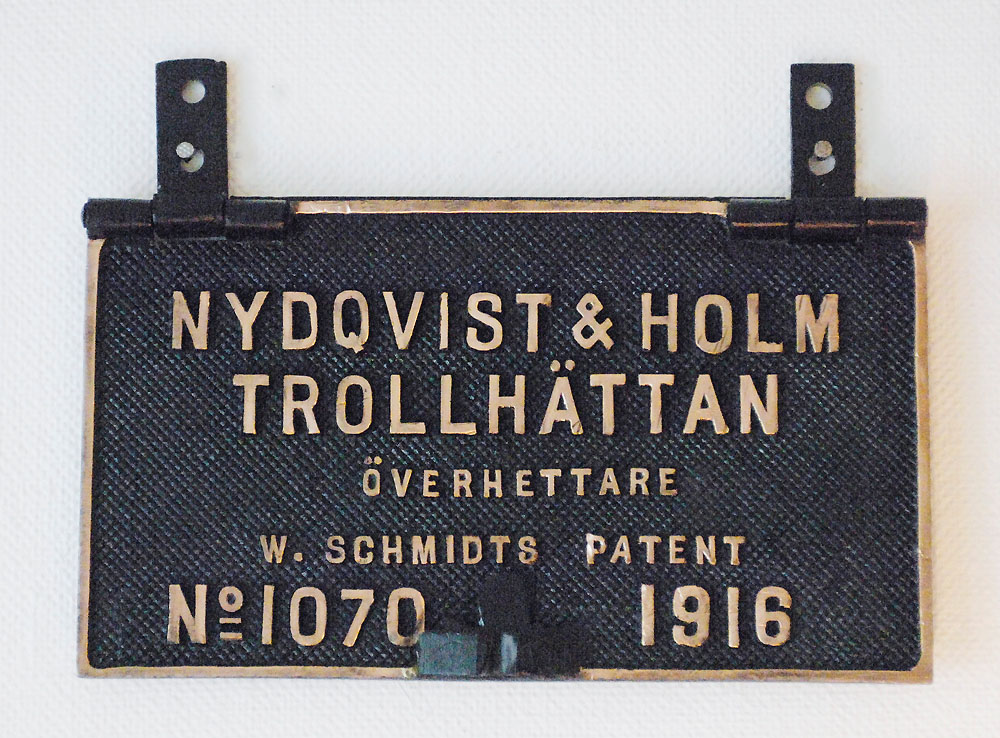 NYDQVIST & HOLM
TROLLHÄTTAN
ÖVERHETTARE
W. SCHMIDTS PATENT
Nº 1070 1916